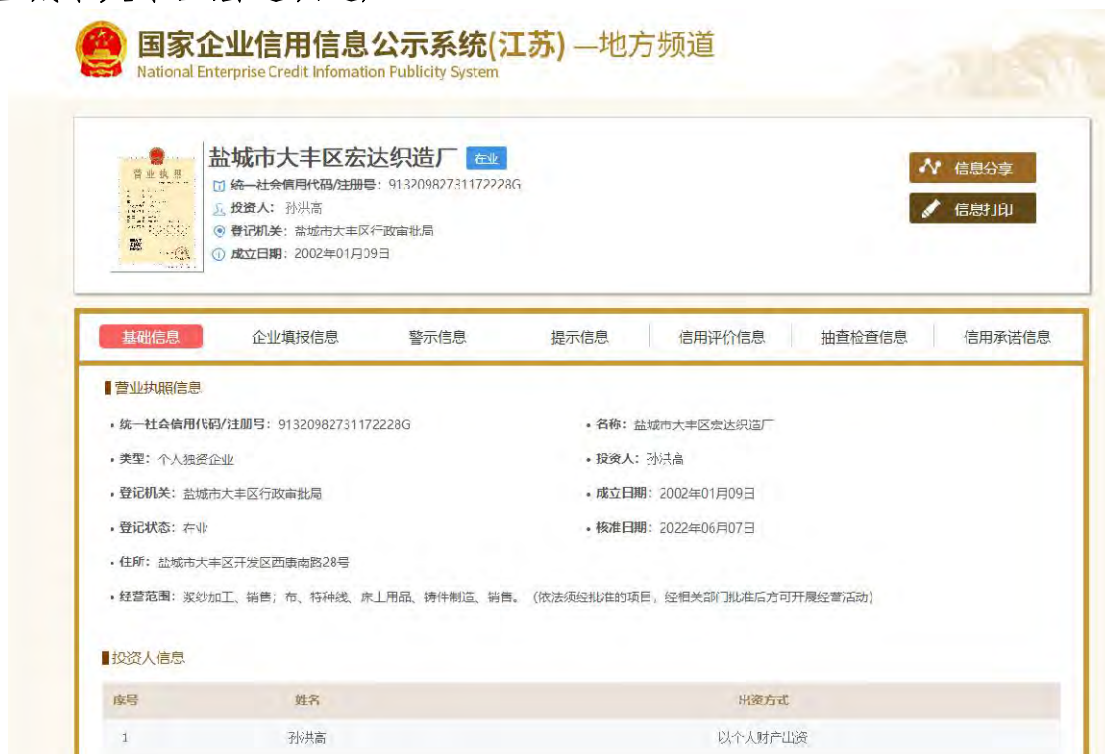 国家企业信用信息公示系统(江苏) —地方频道
National Enterprise Credit Infomation Publicity System
营业执照
盐城市大丰区宏达织造厂 在业
统一社会信用代码/注册号：91320982731172228G
投资人：孙洪高
登记机关：盐城市大丰区行政审批局
成立日期：2002年01月09日
信息分享
信息打印
基础信息 企业填报信息 警示信息 提示信息 信用评价信息 抽查检查信息 信用承诺信息
营业执照信息
· 统一社会信用代码/注册号：91320982731172228G · 名称：盐城市大丰区宏达织造厂
· 类型：个人独资企业 · 投资人：孙洪高
· 登记机关：盐城市大丰区行政审批局 · 成立日期：2002年01月09日
· 登记状态：在业 · 核准日期：2022年06月07日
· 住所：盐城市大丰区开发区西康南路28号
· 经营范围：浆纱加工、销售；布、特种线、床上用品、铸件制造、销售。（依法须经批准的项目，经相关部门批准后方可开展经营活动）
投资人信息
序号 姓名 出资方式
1 孙洪高 以个人财产出资